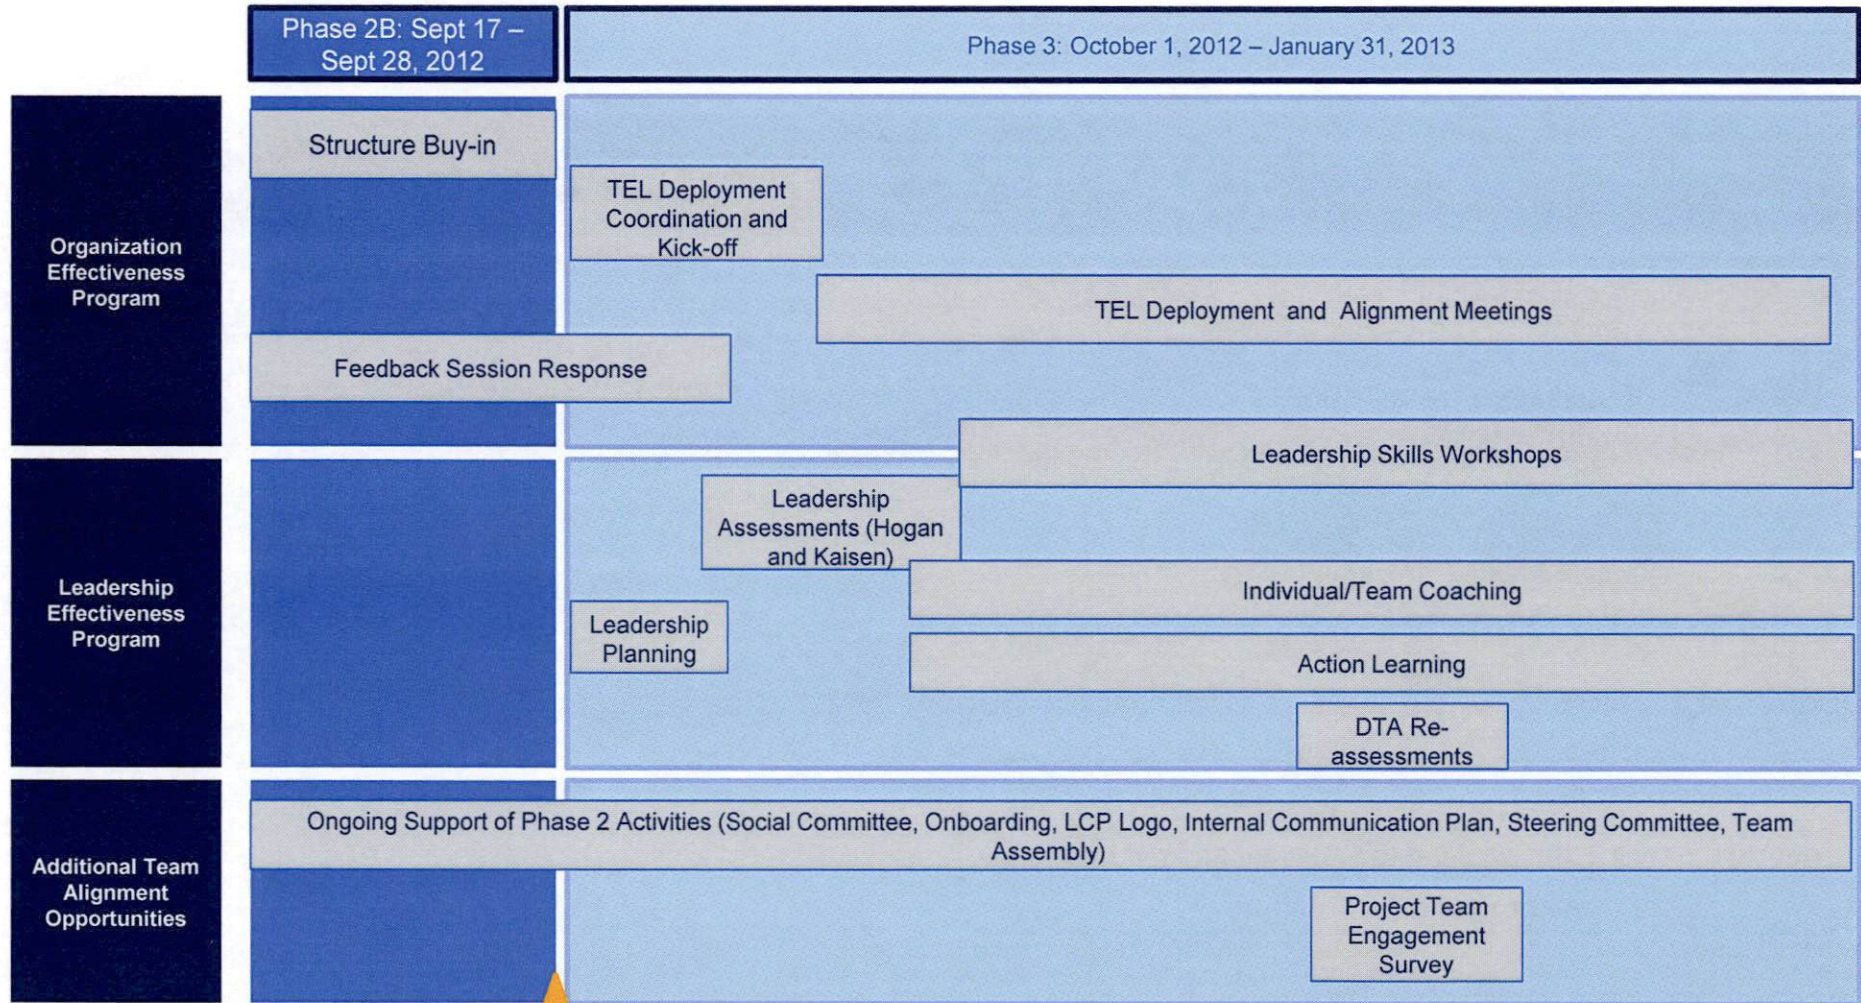 Phase 2B: Sept 17 –
Sept 28, 2012
Phase 3: October 1, 2012 – January 31, 2013
Organization
Effectiveness
Program
Structure Buy-in
TEL Deployment
Coordination and
Kick-off
TEL Deployment and Alignment Meetings
Feedback Session Response
Leadership Skills Workshops
Leadership
Effectiveness
Program
Leadership
Assessments (Hogan
and Kaisen)
Individual/Team Coaching
Leadership
Planning
Action Learning
DTA Re-
assessments
Additional Team
Alignment
Opportunities
Ongoing Support of Phase 2 Activities (Social Committee, Onboarding, LCP Logo, Internal Communication Plan, Steering Committee, Team
Assembly)
Project Team
Engagement
Survey